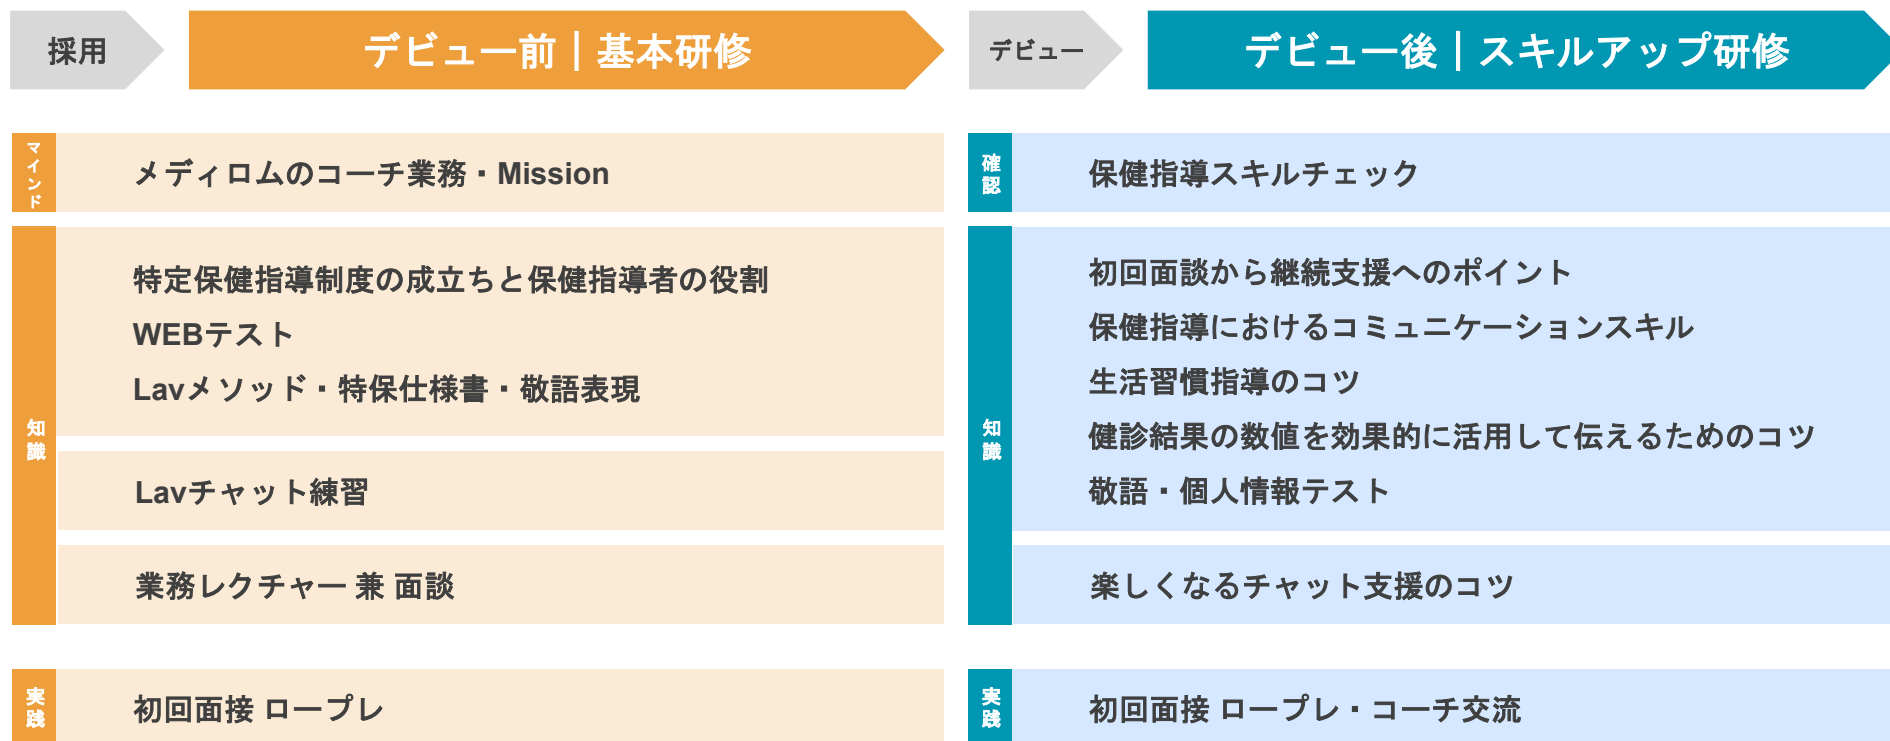 採用
デビュー前｜基本研修
デビュー
デビュー後｜スキルアップ研修
マインド
メディロムのコーチ業務・Mission
知識
特定保健指導制度の成立ちと保健指導者の役割
WEBテスト
Lavメソッド・特保仕様書・敬語表現
Lavチャット練習
業務レクチャー 兼 面談
実践
初回面接 ロープレ
確認
保健指導スキルチェック
知識
初回面談から継続支援へのポイント
保健指導におけるコミュニケーションスキル
生活習慣指導のコツ
健診結果の数値を効果的に活用して伝えるためのコツ
敬語・個人情報テスト
楽しくなるチャット支援のコツ
実践
初回面接 ロープレ・コーチ交流